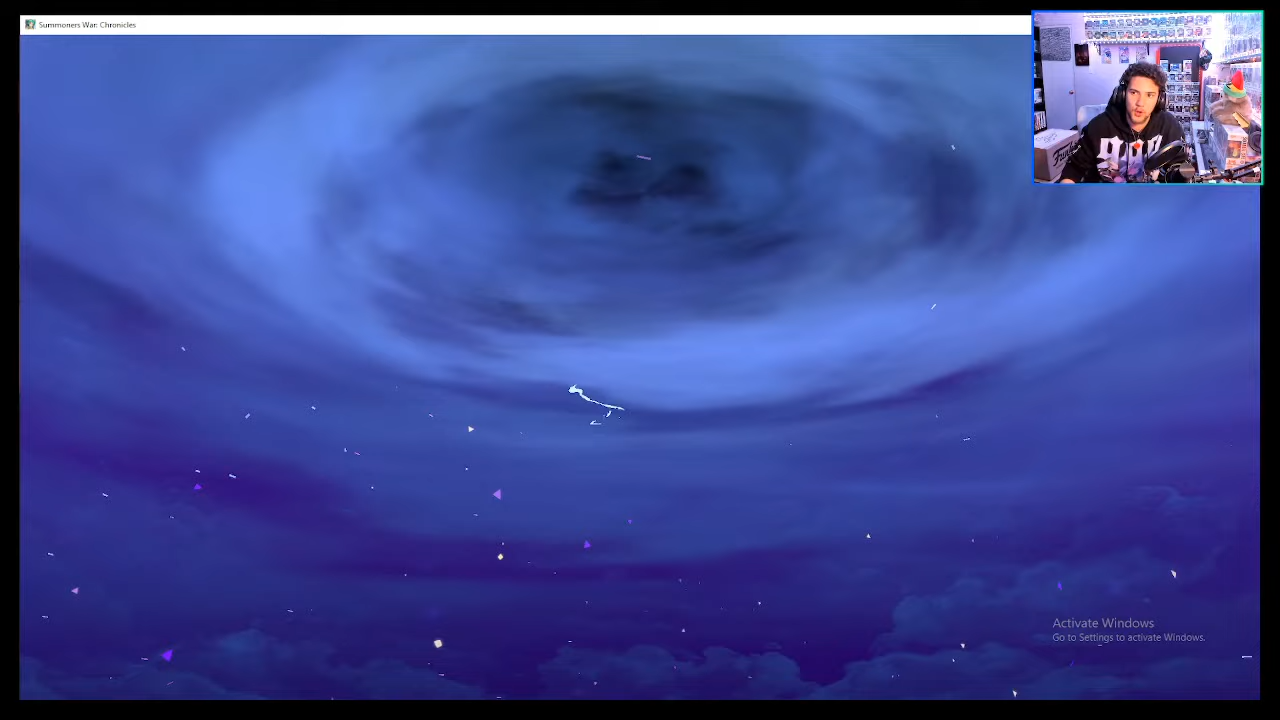 Summoners War: Chronicles
Activate Windows
Go to Settings to activate Windows.